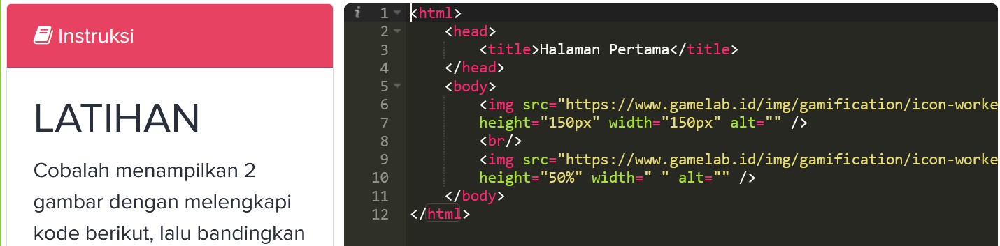 Instruksi
LATIHAN
Cobalah menampilkan 2
gambar dengan melengkapi
kode berikut, lalu bandingkan
i 1 <html>
2 <head>
3 <title>Halaman Pertama</title>
4 </head>
5 <body>
6 <img src="https://www.gamelab.id/img/gamification/icon-worke
7 height="150px" width="150px" alt="" />
8 <br/>
9 <img src="https://www.gamelab.id/img/gamification/icon-worke
10 height="50%" width=" " alt="" />
11 </body>
12 </html>